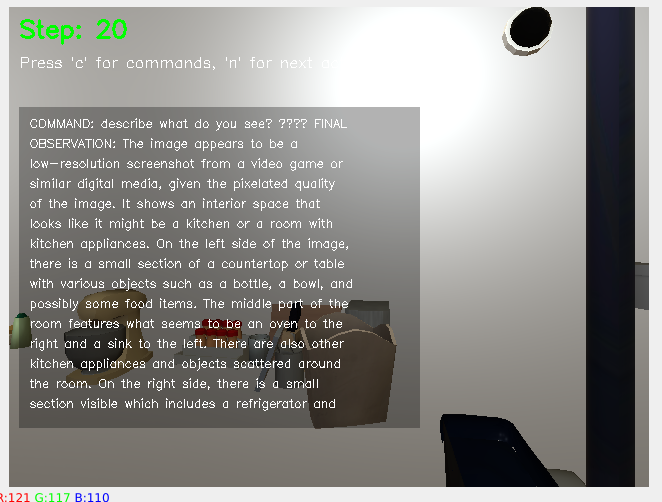 Step: 20
Press 'c' for commands, 'n' for next
COMMAND: describe what do you see? ???? FINAL
OBSERVATION: The image appears to be a
low-resolution screenshot from a video game or
similar digital media, given the pixelated quality
of the image. It shows an interior space that
looks like it might be a kitchen or a room with
kitchen appliances. On the left side of the image,
there is a small section of a countertop or table
with various objects such as a bottle, a bowl, and
possibly some food items. The middle part of the
room features what seems to be an oven to the
right and a sink to the left. There are also other
kitchen appliances and objects scattered around
the room. On the right side, there is a small
section visible which includes a refrigerator and
R:121 G:117 B:110